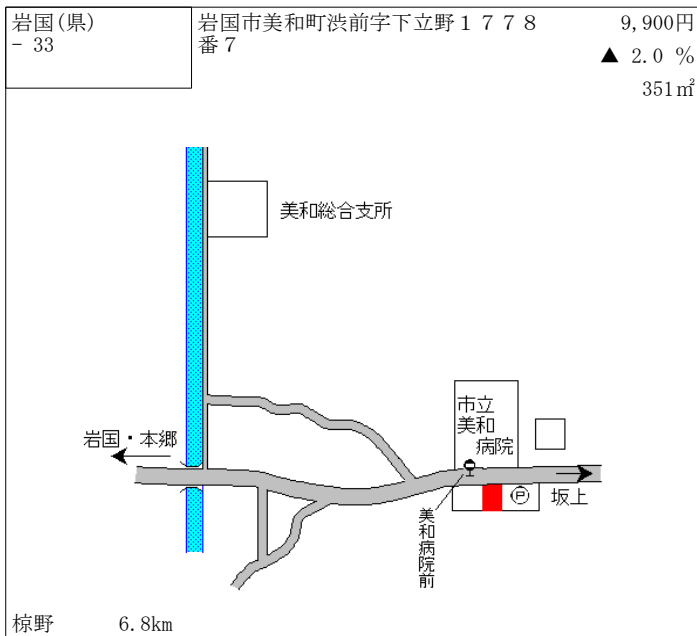 岩国(県)
- 33
岩国市美和町渋前字下立野１７７８
番７
9,900円
▲ 2.0 %
351㎡
美和総合支所
市立
美和
病院
岩国・本郷
Ⓟ
坂上
美和病院前
椋野 6.8km